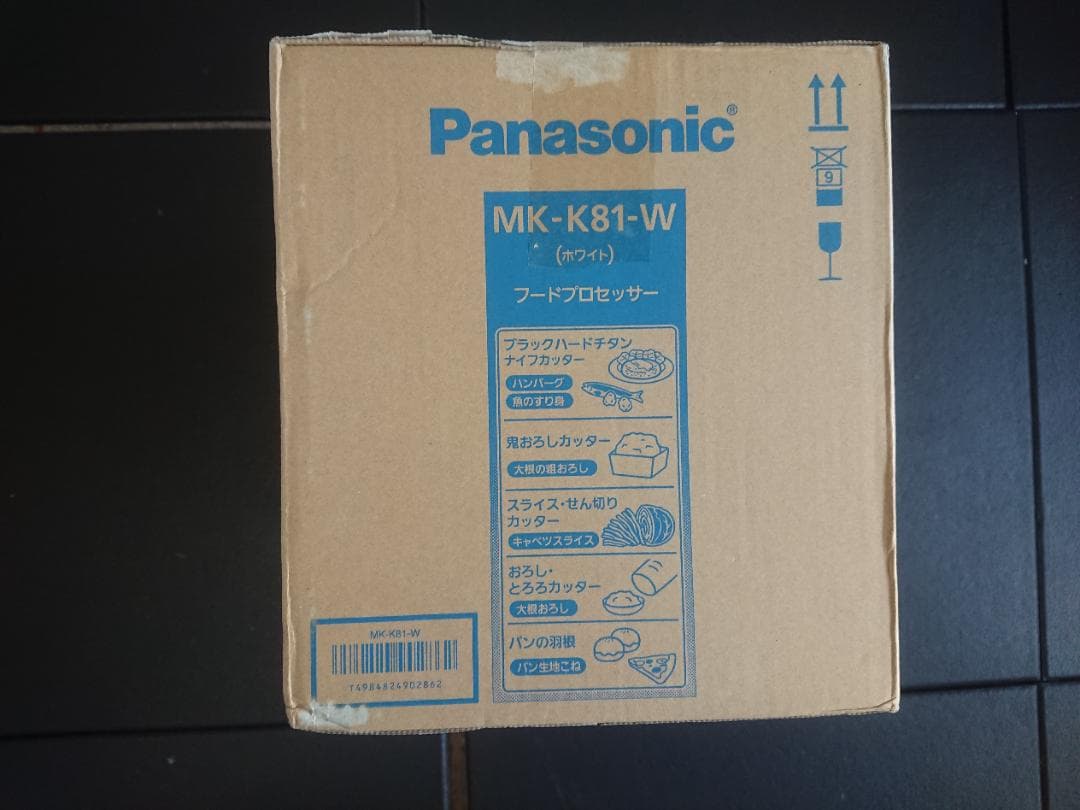 Panasonic®
MK-K81-W
(ホワイト)
フードプロセッサー
ブラックハードチタン
ナイフカッター
ハンバーグ
魚のすり身
鬼おろしカッター
大根の粗おろし
スライス・せん切り
カッター
キャベツスライス
おろし・
とろろカッター
大根おろし
パンの羽根
パン生地こね
9
MK-K81-W
T4984824902862